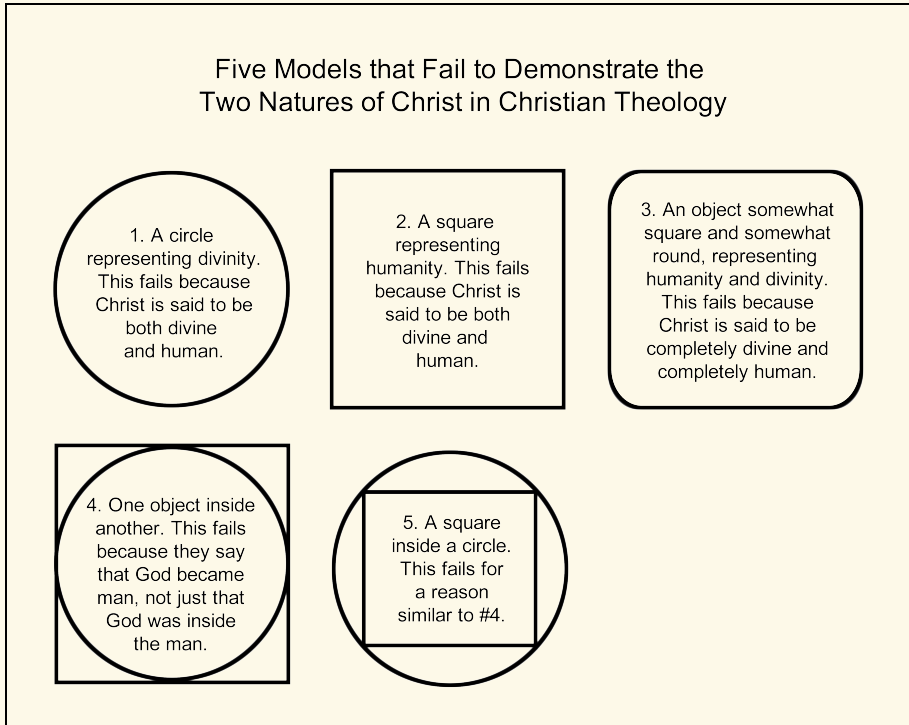 Five Models that Fail to Demonstrate the
Two Natures of Christ in Christian Theology
1. A circle
representing divinity.
This fails because
Christ is said to be
both divine
and human.
2. A square
representing
humanity. This fails
because Christ is
said to be both
divine and
human.
3. An object somewhat
square and somewhat
round, representing
humanity and divinity.
This fails because
Christ is said to be
completely divine and
completely human.
4. One object inside
another. This fails
because they say
that God became
man, not just that
God was inside
the man.
5. A square
inside a circle.
This fails for
a reason
similar to #4.